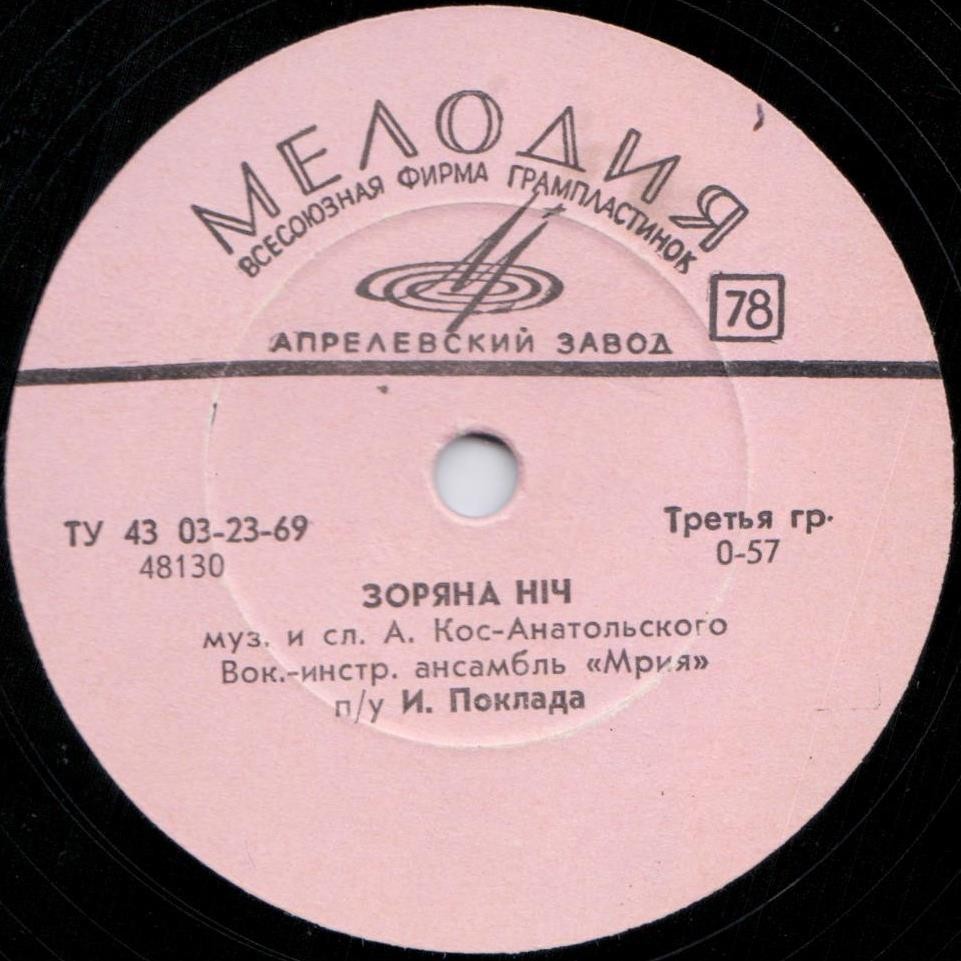 МЕЛОДИЯ
ВСЕСОЮЗНАЯ ФИРМА ГРАМПЛАСТИНОК
78
АПРЕЛЕВСКИЙ ЗАВОД
ТУ 43 03-23-69
48130
Третья гр.
0-57
ЗОРЯНА НІЧ
муз. и сл. А. Кос-Анатольского
Вок.-инстр. ансамбль «Мрия»
п/у И. Поклада